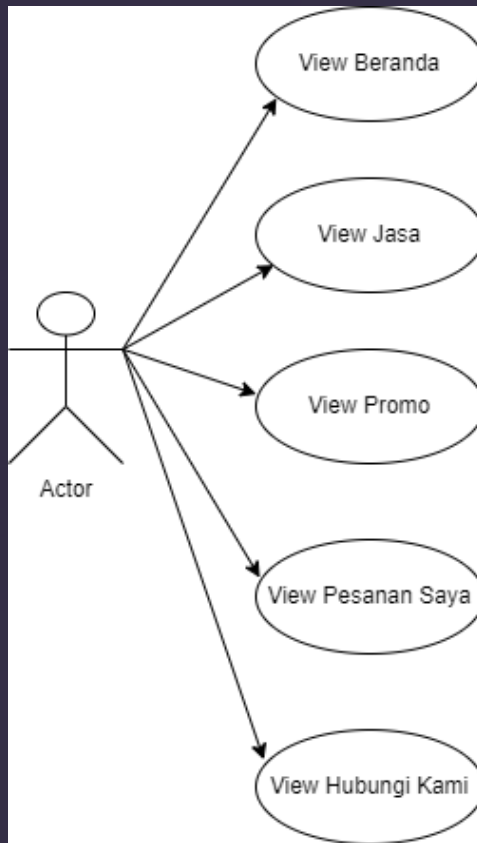 View Beranda
View Jasa
View Promo
Actor
View Pesanan Saya
View Hubungi Kami